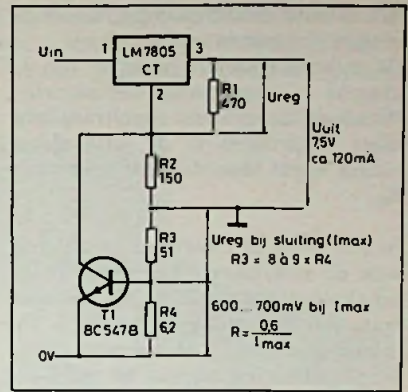 Uin
1
LM7805
CT
3
2
R1
470
Ureg
Uuit
7,5V
ca 120mA
R2
150
R3
51
Ureg bij sluiting (Imax)
R3 = 8 à 9 x R4
T1
BC547B
R4
6,2
600...700mV bij Imax
R = 0,6
Imax
0V